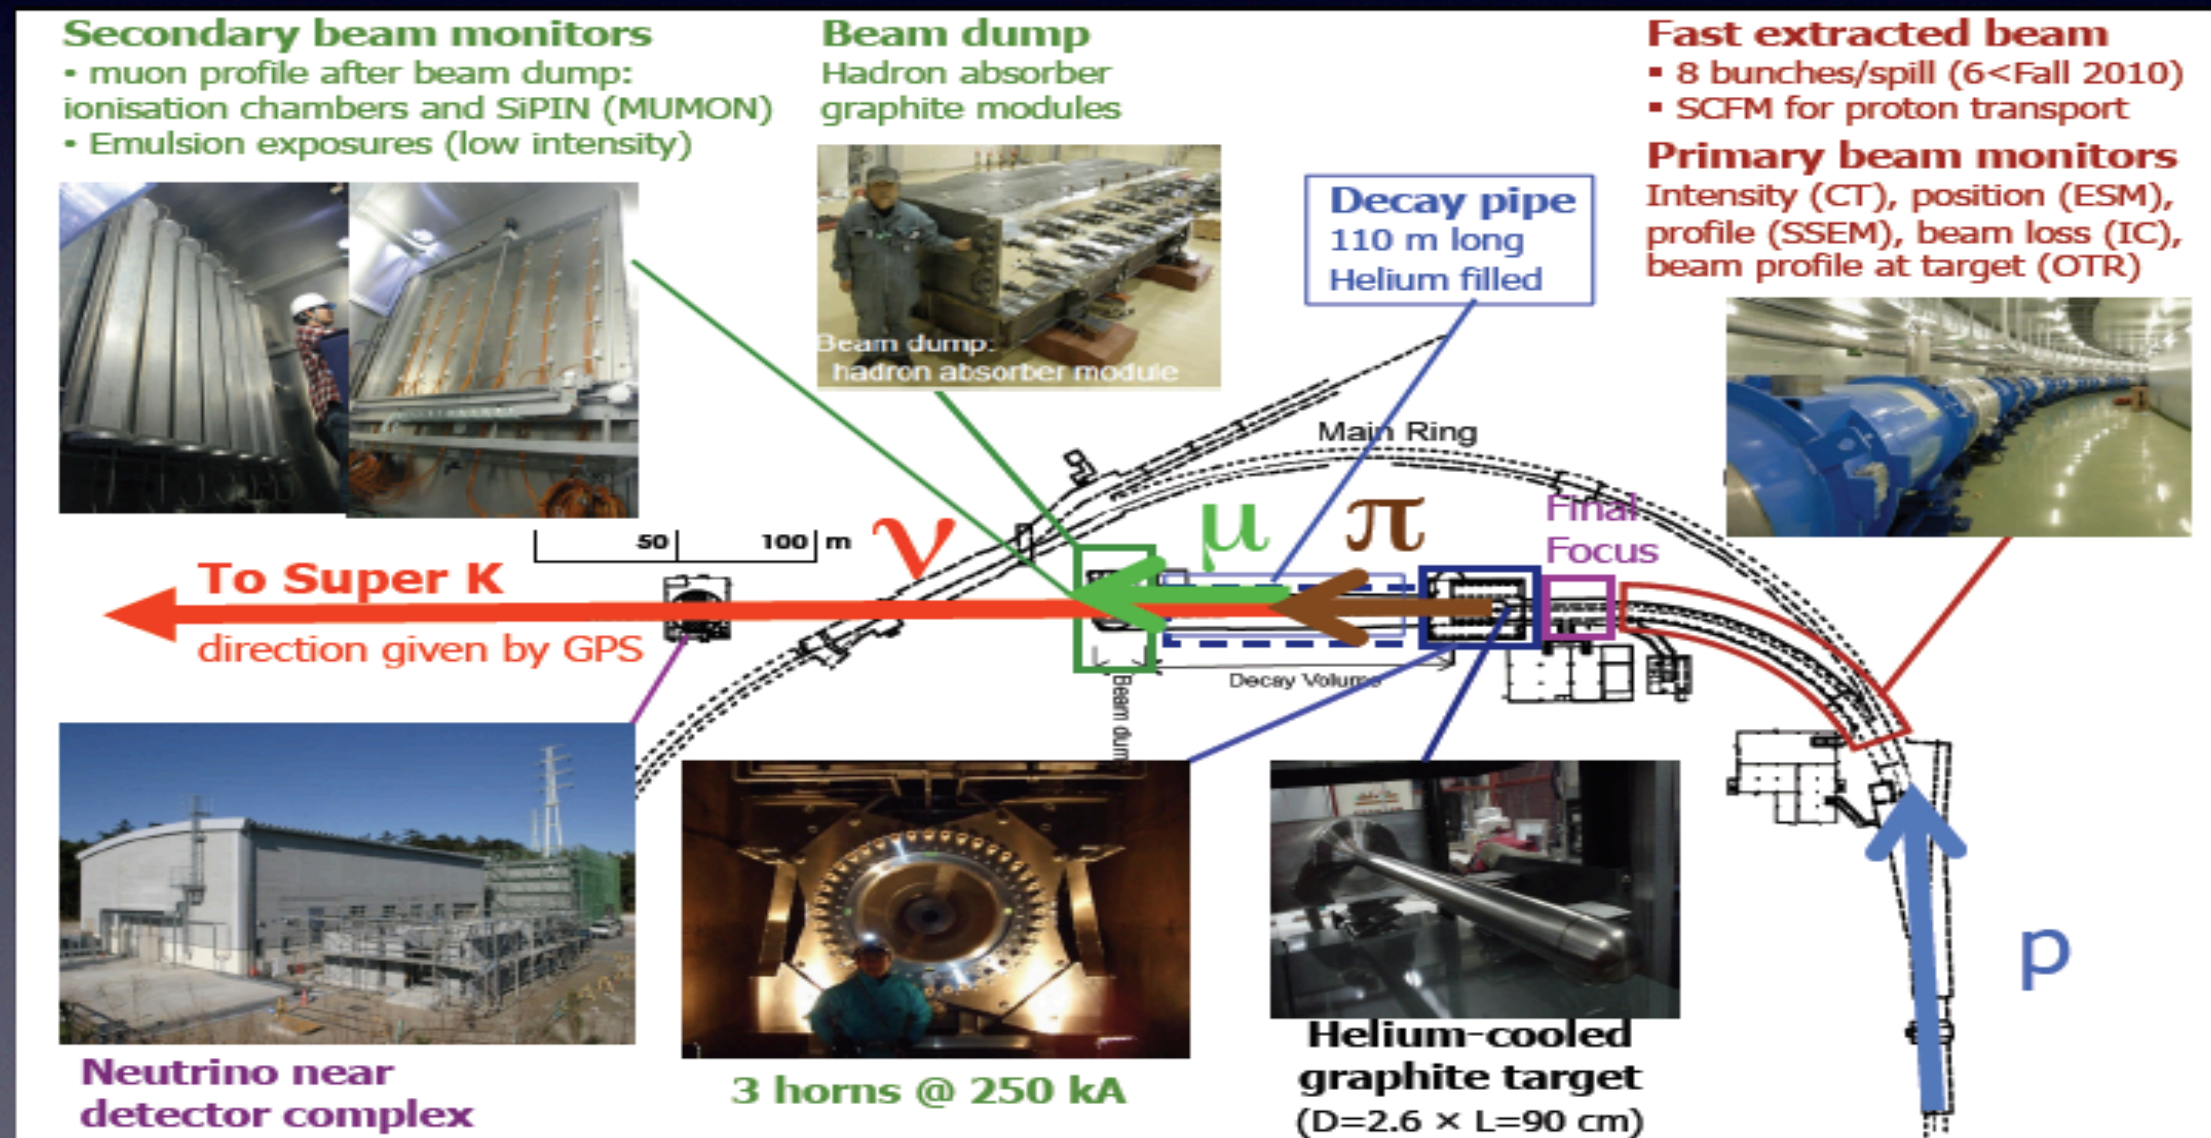 Secondary beam monitors
• muon profile after beam dump:
ionisation chambers and SiPIN (MUMON)
• Emulsion exposures (low intensity)
Beam dump
Hadron absorber
graphite modules
Beam dump:
hadron absorber module
Decay pipe
110 m long
Helium filled
Fast extracted beam
▪ 8 bunches/spill (6<Fall 2010)
▪ SCFM for proton transport
Primary beam monitors
Intensity (CT), position (ESM),
profile (SSEM), beam loss (IC),
beam profile at target (OTR)
Main Ring
Final
Focus
ν
μ
π
50 100 m
To Super K
direction given by GPS
Decay Volume
Beam dum
p
Neutrino near
detector complex
3 horns @ 250 kA
Helium-cooled
graphite target
(D=2.6 × L=90 cm)